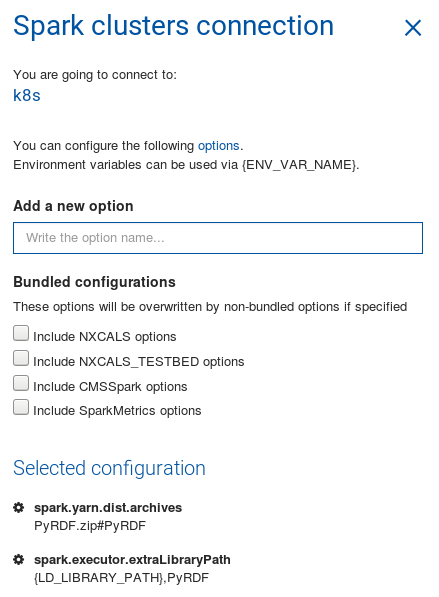 Spark clusters connection
You are going to connect to:
k8s
You can configure the following options.
Environment variables can be used via {ENV_VAR_NAME}.
Add a new option
Write the option name...
Bundled configurations
These options will be overwritten by non-bundled options if specified
Include NXCALS options
Include NXCALS_TESTBED options
Include CMSSpark options
Include SparkMetrics options
Selected configuration
spark.yarn.dist.archives
PyRDF.zip#PyRDF
spark.executor.extraLibraryPath
{LD_LIBRARY_PATH},PyRDF